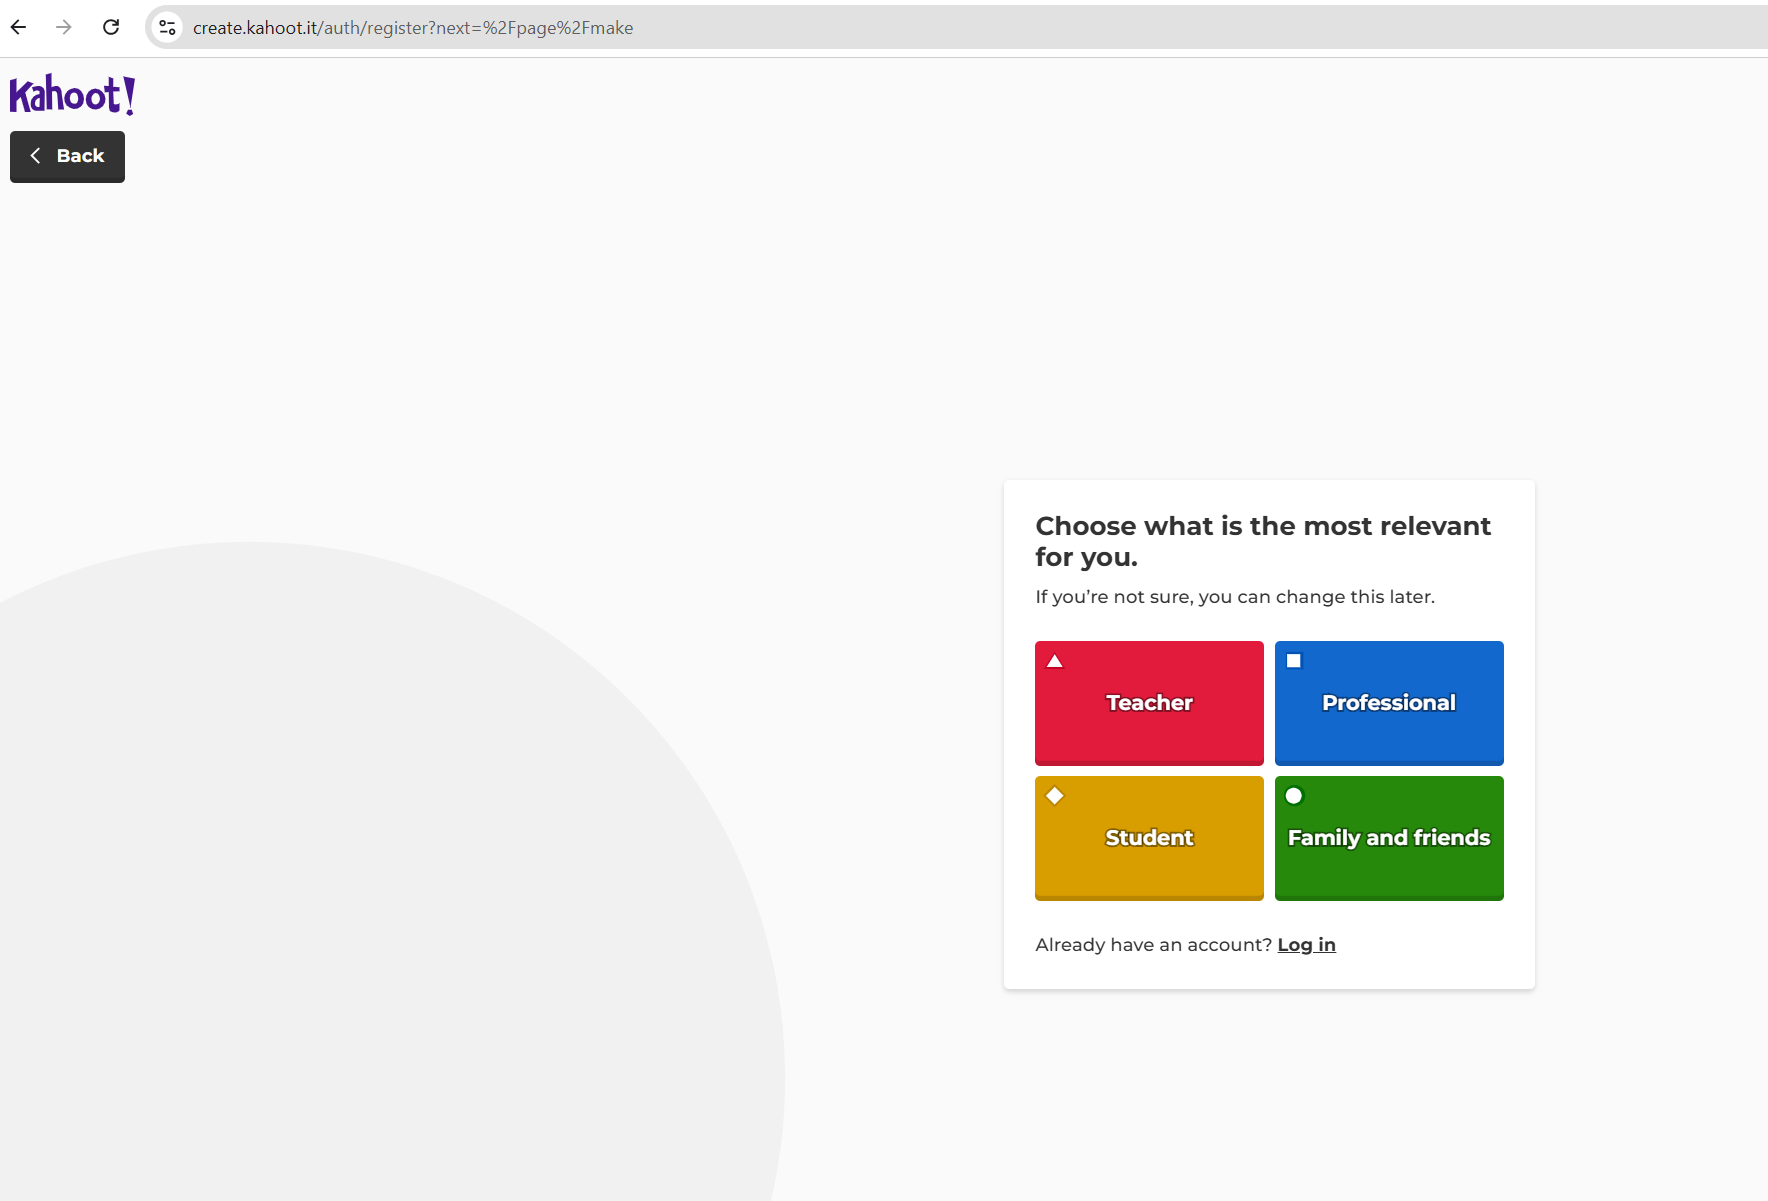 create.kahoot.it/auth/register?next=%2Fpage%2Fmake
Kahoot!
Back
Choose what is the most relevant
for you.
If you’re not sure, you can change this later.
Teacher
Professional
Student
Family and friends
Already have an account? Log in